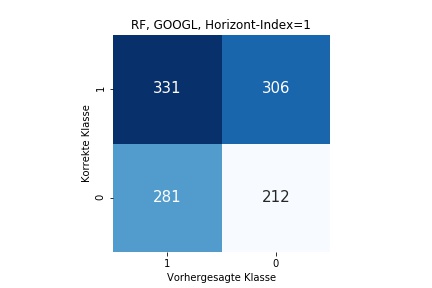 RF, GOOGL, Horizont-Index=1
Korrekte Klasse
1
331
306
0
281
212
1
0
Vorhergesagte Klasse